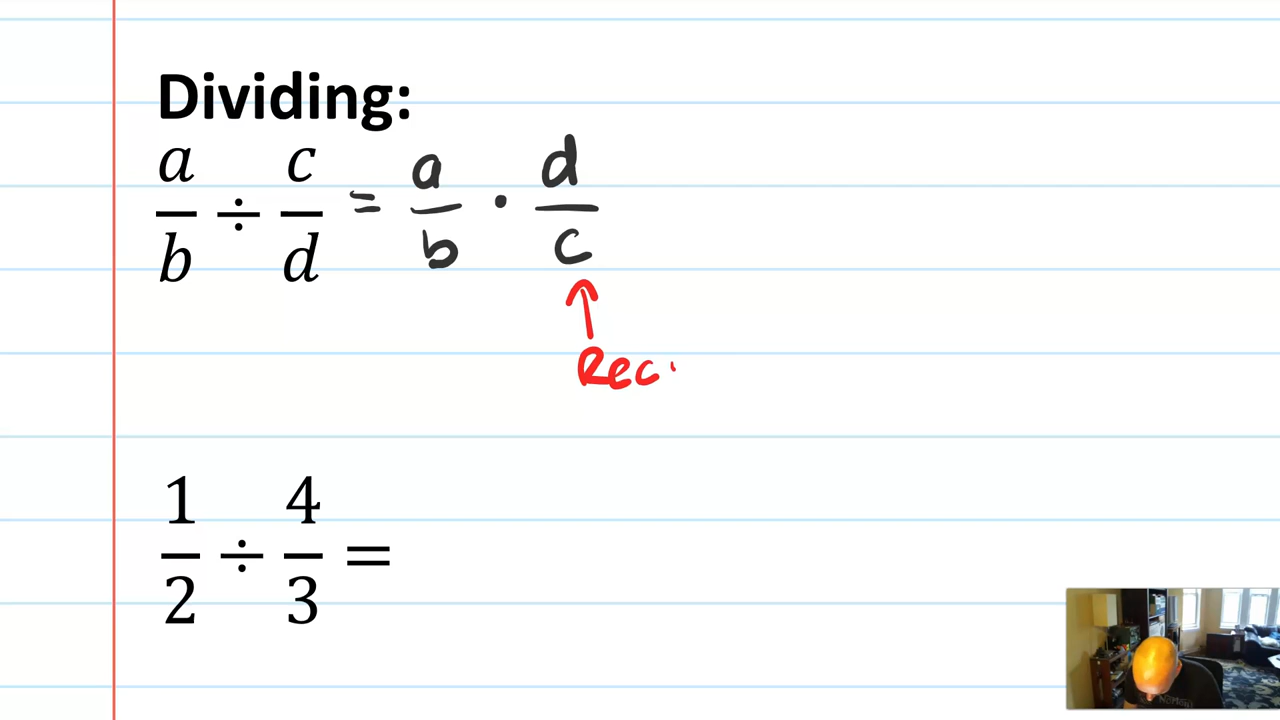 Dividing:
a/b ÷ c/d = a/b · d/c
Rec
1/2 ÷ 4/3 =